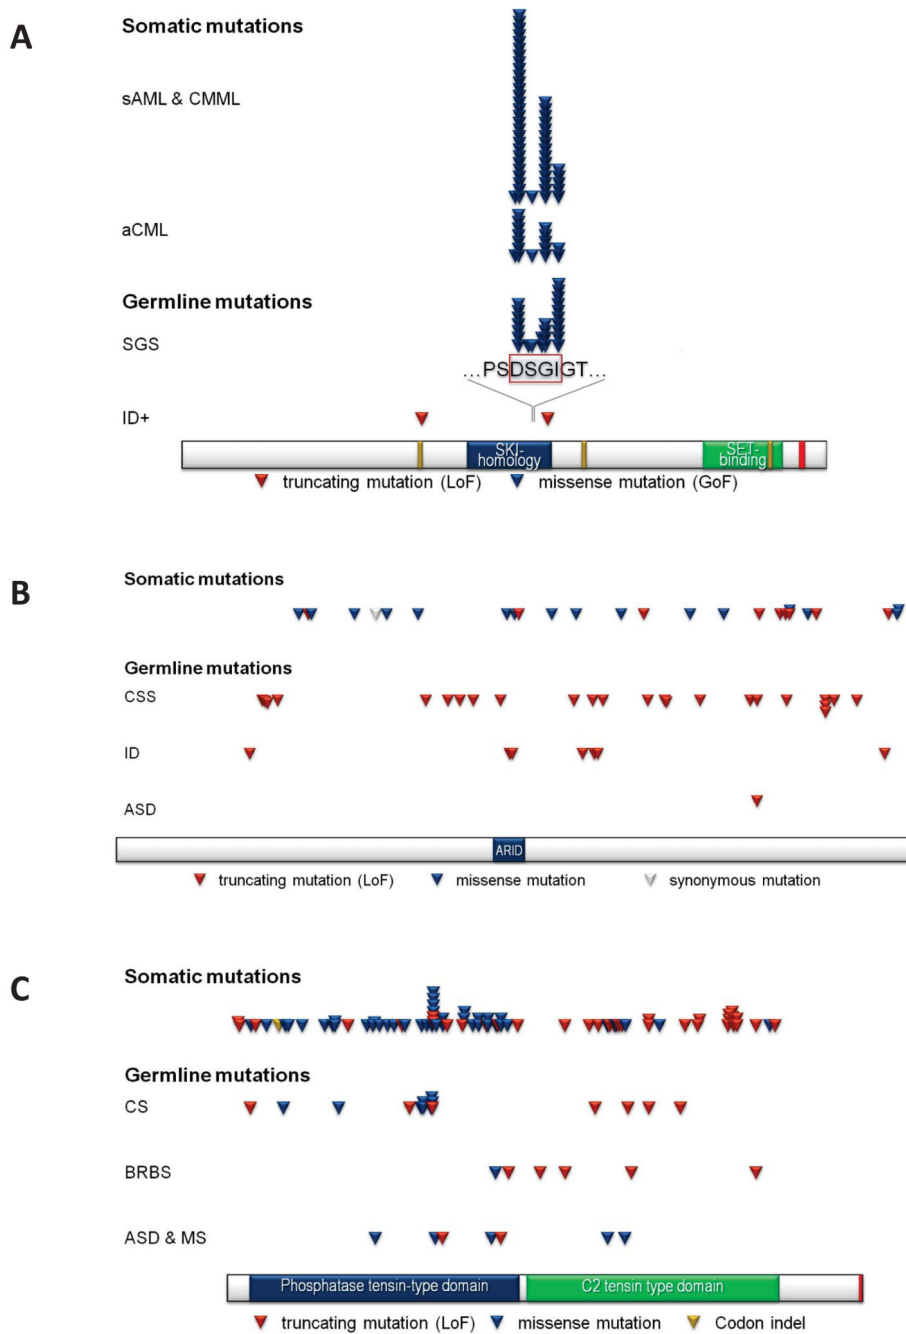 A
Somatic mutations
sAML & CMML
aCML
Germline mutations
SGS
...PSDSGIGT...
ID+
SKI-
homology
SET-
binding
truncating mutation (LoF) missense mutation (GoF)
B
Somatic mutations
Germline mutations
CSS
ID
ASD
ARID
truncating mutation (LoF) missense mutation synonymous mutation
C
Somatic mutations
Germline mutations
CS
BRBS
ASD & MS
Phosphatase tensin-type domain C2 tensin type domain
truncating mutation (LoF) missense mutation Codon indel